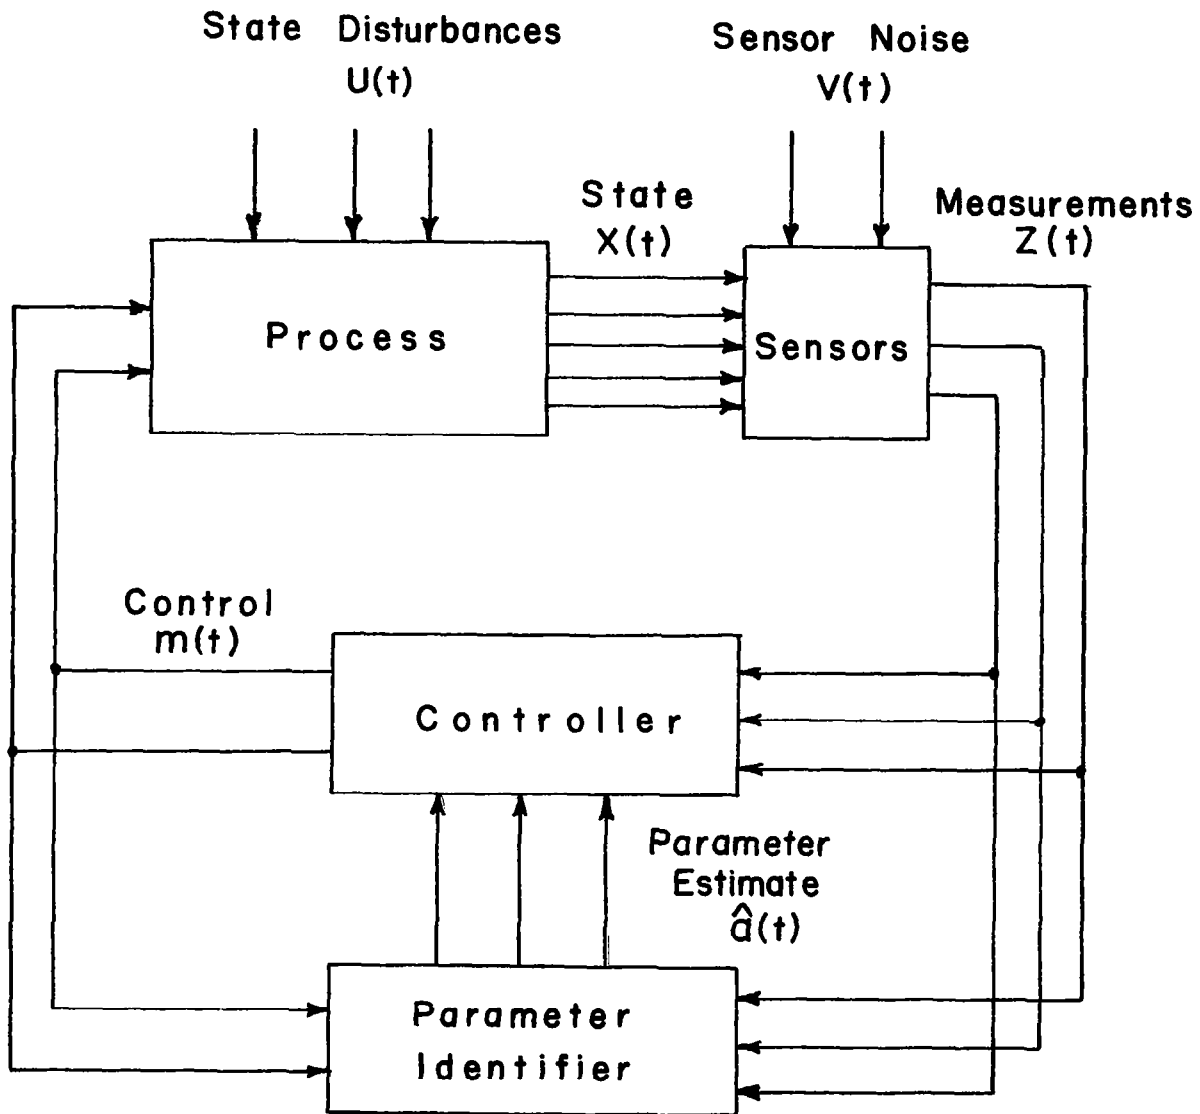 State Disturbances
U(t)
Sensor Noise
V(t)
State
X(t)
Measurements
Z(t)
Process
Sensors
Control
m(t)
Controller
Parameter
Estimate
â(t)
Parameter
Identifier